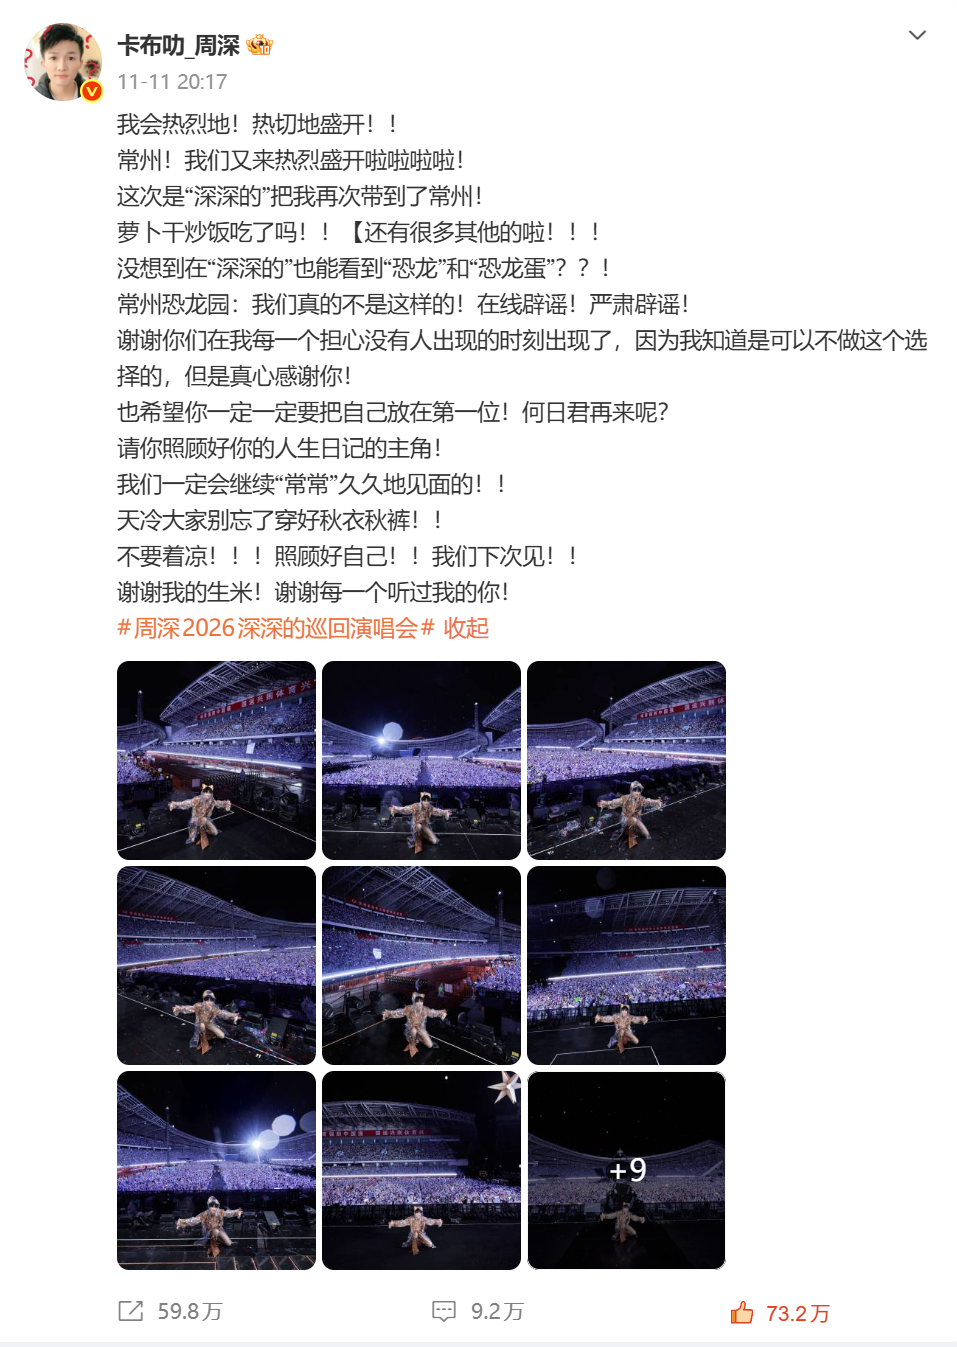 卡布叻_周深
11-11 20:17
我会热烈地！热切地盛开！！
常州！我们又来热烈盛开啦啦啦啦！
这次是“深深的”把我再次带到了常州！
萝卜干炒饭吃了吗！！【还有很多其他的啦！！！
没想到在“深深的”也能看到“恐龙”和“恐龙蛋”？？！
常州恐龙园：我们真的不是这样的！在线辟谣！严肃辟谣！
谢谢你们在我每一个担心没有人出现的时刻出现了，因为我知道是可以不做这个选
择的，但是真心感谢你！
也希望你一定一定要把自己放在第一位！何日君再来呢？
请你照顾好你的人生日记的主角！
我们一定会继续“常常”久久地见面的！！
天冷大家别忘了穿好秋衣秋裤！！
不要着凉！！！照顾好自己！！我们下次见！！
谢谢我的生米！谢谢每一个听过我的你！
#周深2026深深的巡回演唱会# 收起
+9
59.8万
9.2万
73.2万